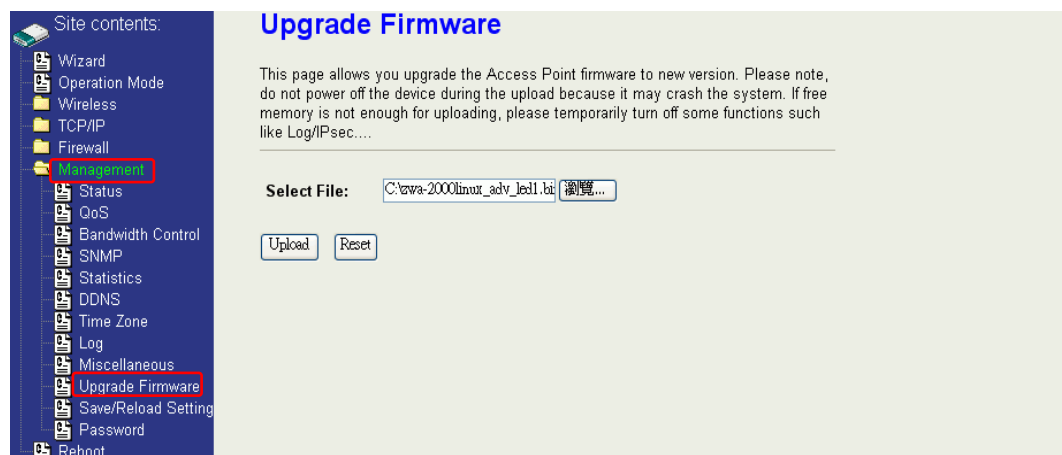 Site contents:
Wizard
Operation Mode
Wireless
TCP/IP
Firewall
Management
Status
QoS
Bandwidth Control
SNMP
Statistics
DDNS
Time Zone
Log
Miscellaneous
Upgrade Firmware
Save/Reload Setting
Password
Reboot
Upgrade Firmware
This page allows you upgrade the Access Point firmware to new version. Please note,
do not power off the device during the upload because it may crash the system. If free
memory is not enough for uploading, please temporarily turn off some functions such
like Log/IPsec....
Select File: C:\zwa-2000linux_adv_led1.bi 瀏覽...
Upload Reset